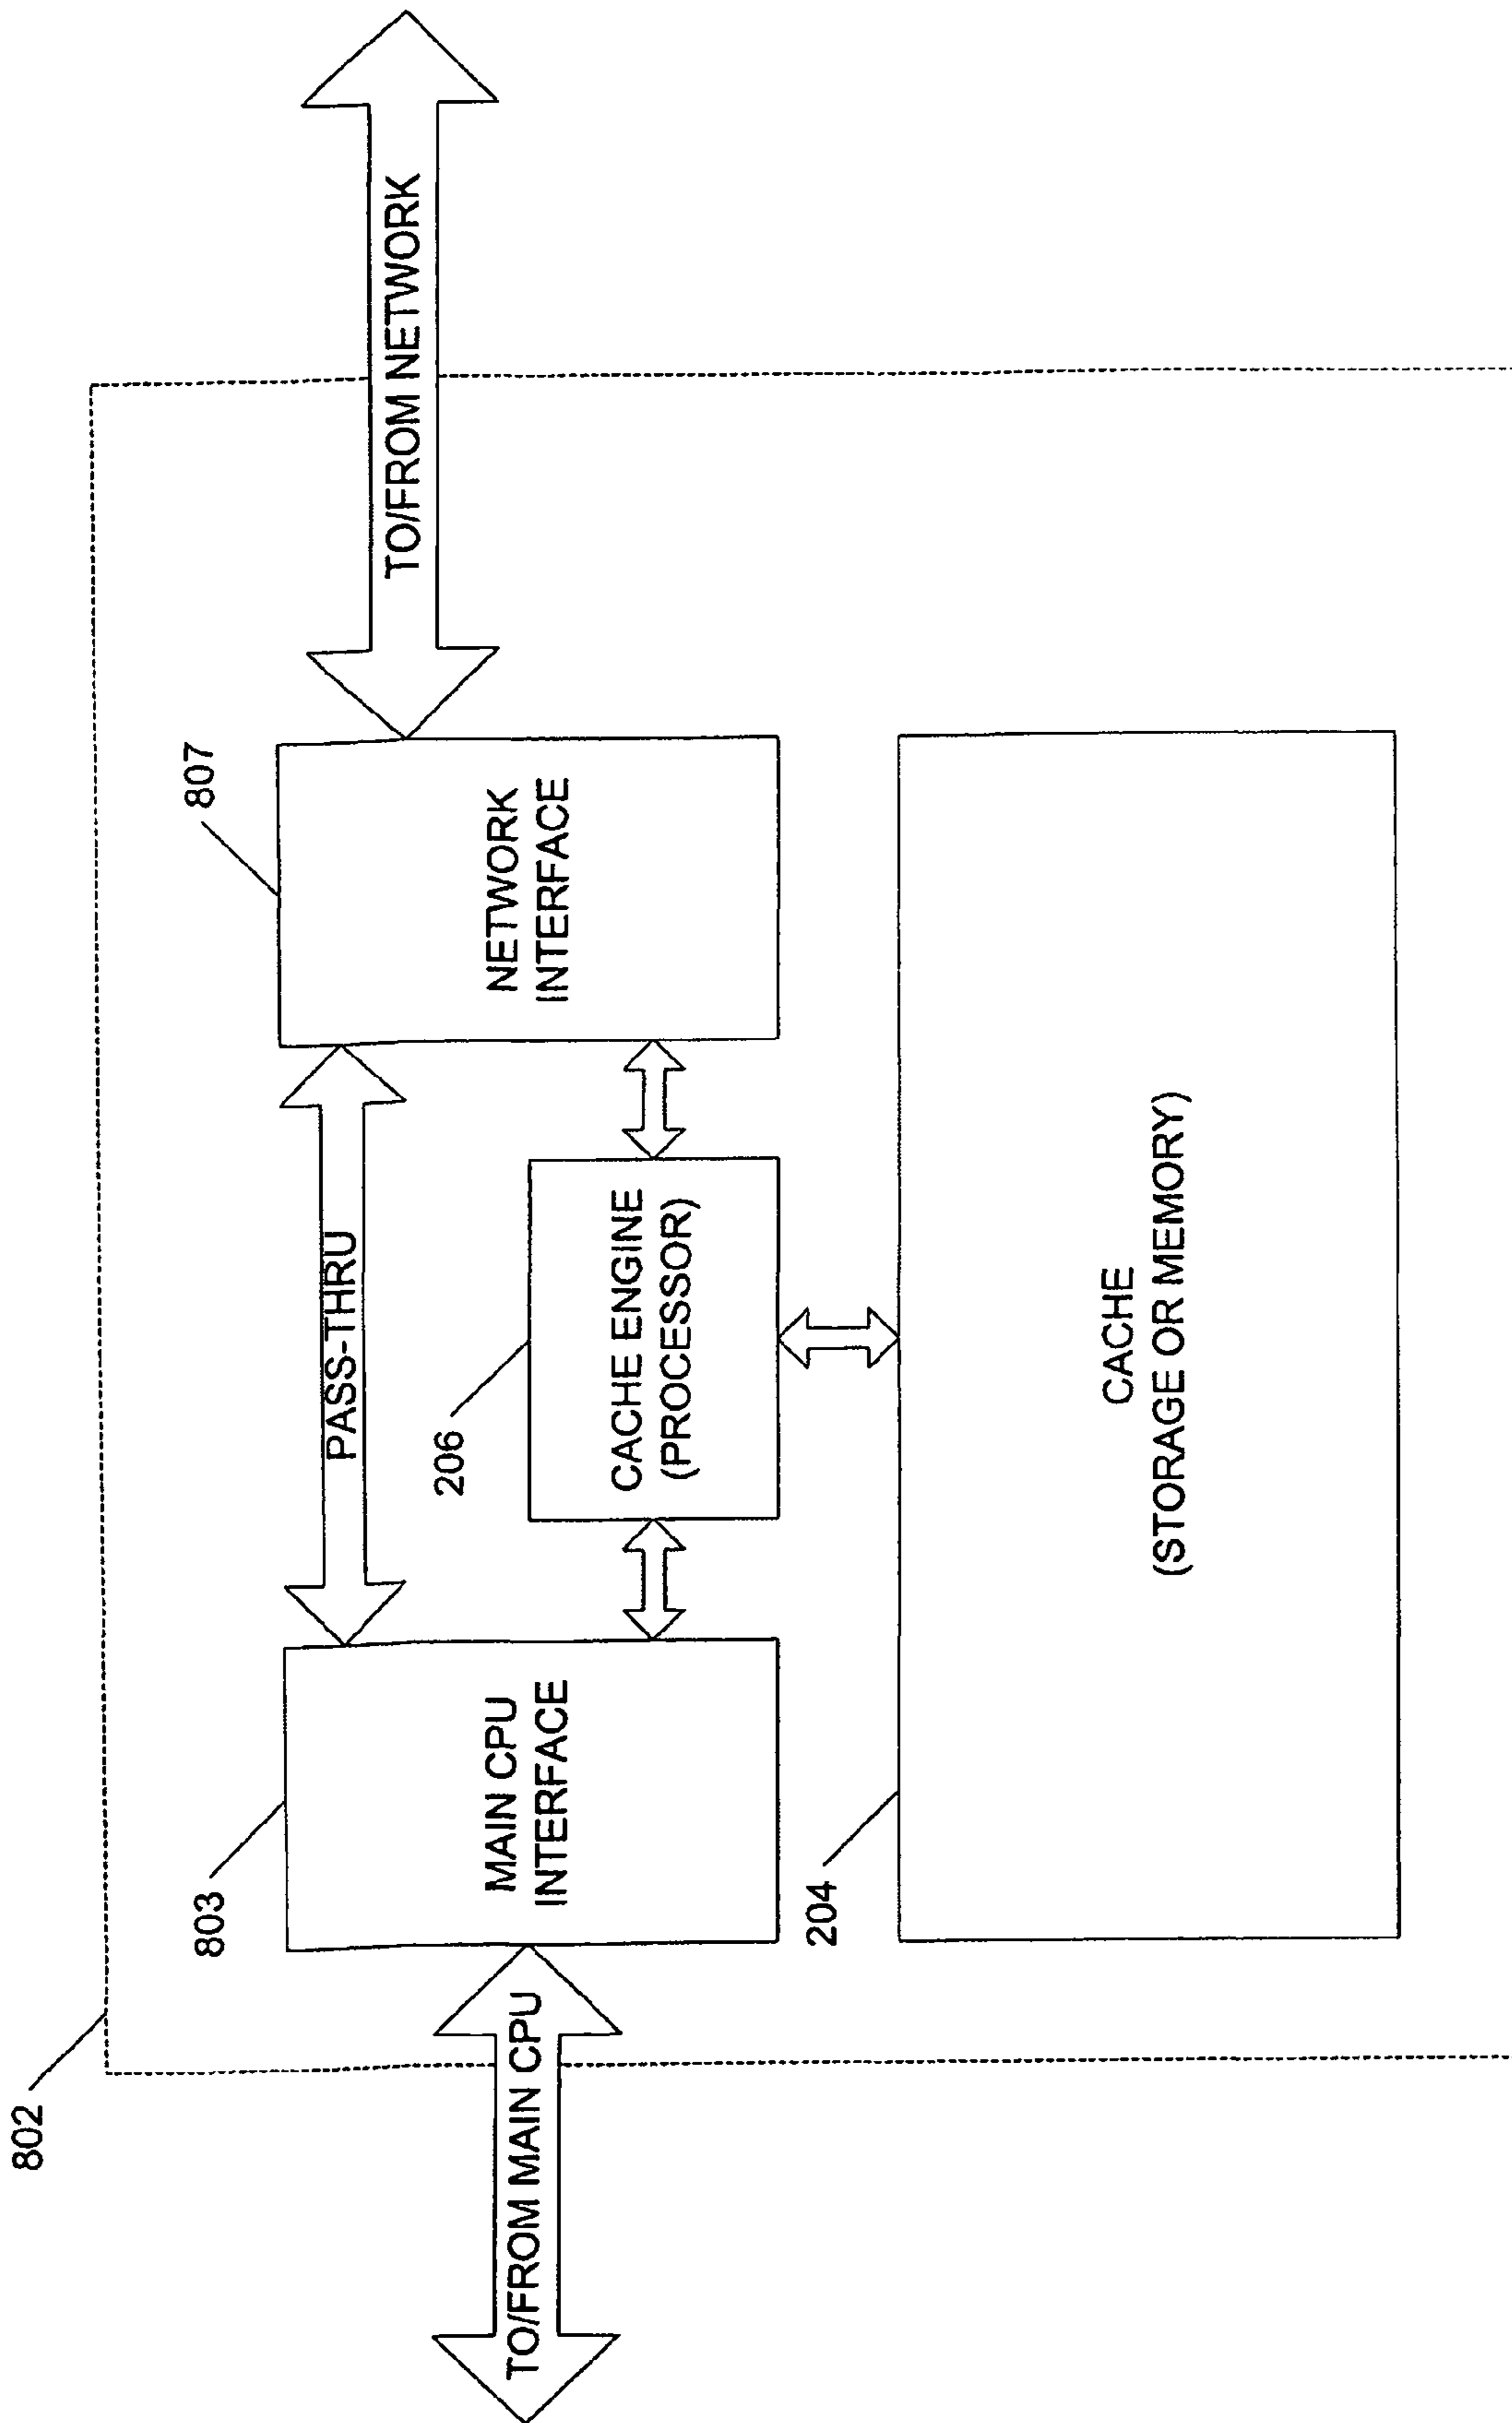 802
TO/FROM MAIN CPU
803
MAIN CPU
INTERFACE
PASS-THRU
206
CACHE ENGINE
(PROCESSOR)
807
NETWORK
INTERFACE
TO/FROM NETWORK
204
CACHE
(STORAGE OR MEMORY)